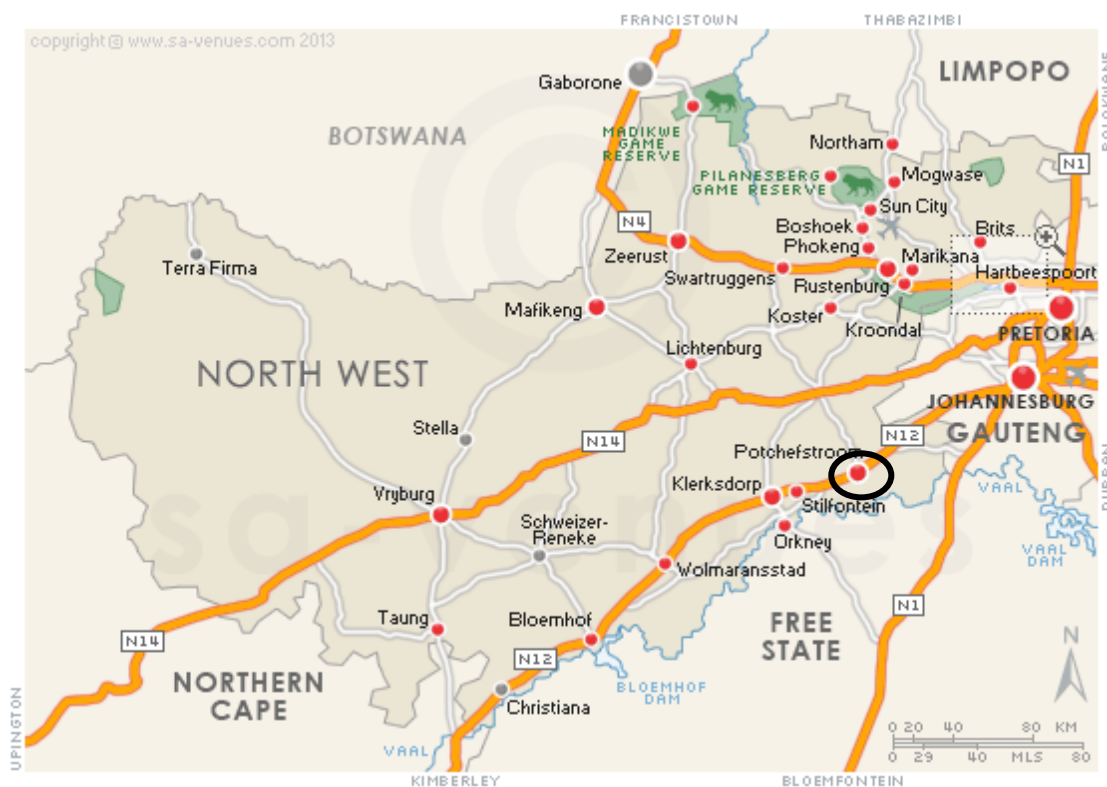 FRANCISTOWN
THABAZIMBI
copyright © www.sa-venues.com 2013
LIMPOPO
Gaborone
BOTSWANA
MADIKWE
GAME
RESERVE
Northam
N1
PILANESBERG
GAME RESERVE
Mogwase
Sun City
N4
Boshoek
Brits
Phokeng
Zeerust
Marikana
Terra Firma
Swartruggens
Hartbeespoort
Rustenburg
Mafikeng
Koster
Kroondal
PRETORIA
Lichtenburg
NORTH WEST
JOHANNESBURG
Stella
N14
N12
GAUTENG
Potchefstroom
DURBAN
Klerksdorp
VAAL
Vryburg
Stilfontein
Schweizer-
Reneke
Orkney
VAAL
DAM
sa-venues
Wolmaransstad
N1
Taung
Bloemhof
FREE
STATE
N14
N12
N
NORTHERN
CAPE
BLOEMHOF
DAM
Christiana
UPINGTON
VAAL
0 20 40 80 KM
0 29 40 MLS 80
KIMBERLEY
BLOEMFONTEIN